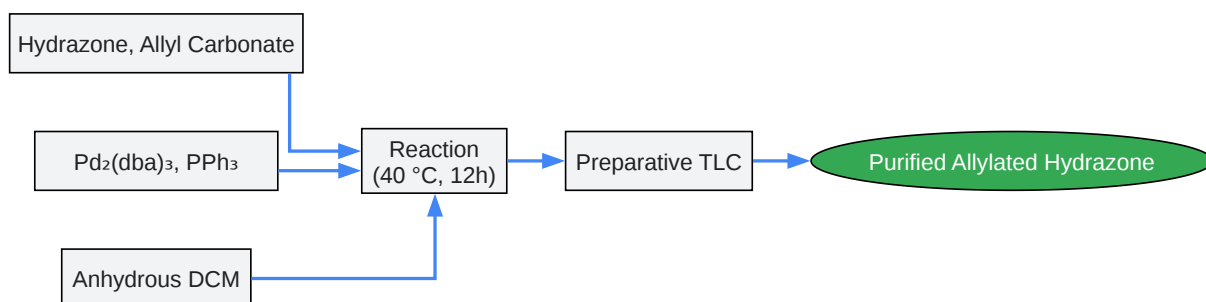 Hydrazone, Allyl Carbonate
Pd₂(dba)₃, PPh₃
Anhydrous DCM
Reaction
(40 °C, 12h)
Preparative TLC
Purified Allylated Hydrazone